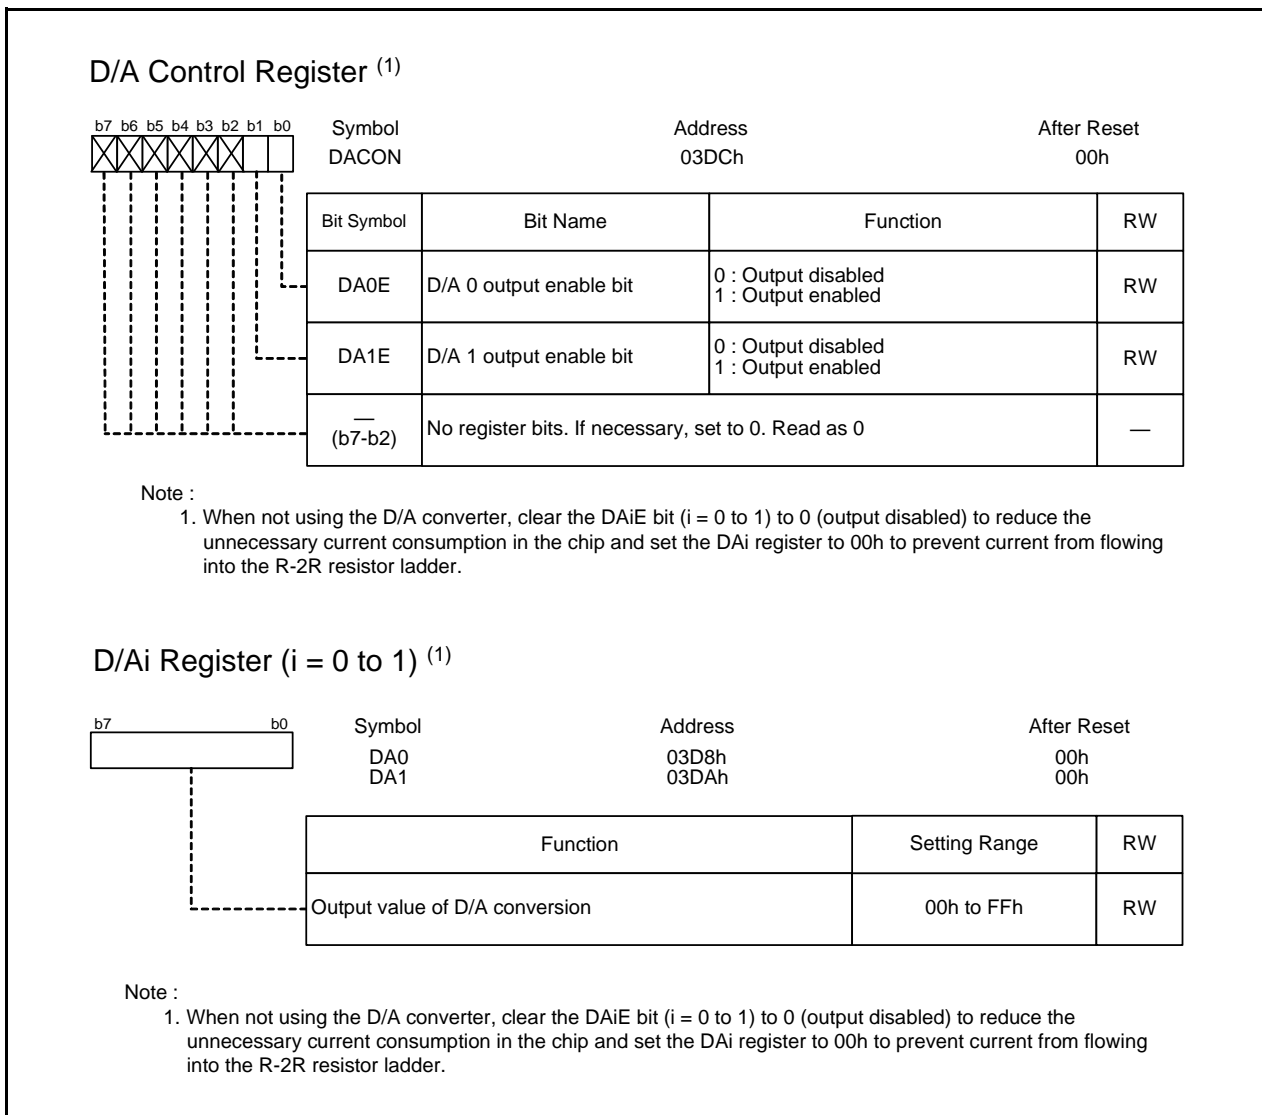 D/A Control Register (1)
b7 b6 b5 b4 b3 b2 b1 b0
Symbol Address After Reset
DACON 03DCh 00h
Bit Symbol Bit Name Function RW
DA0E D/A 0 output enable bit 0 : Output disabled RW
1 : Output enabled
DA1E D/A 1 output enable bit 0 : Output disabled RW
1 : Output enabled
— (b7-b2) No register bits. If necessary, set to 0. Read as 0 —
Note :
1. When not using the D/A converter, clear the DAiE bit (i = 0 to 1) to 0 (output disabled) to reduce the
unnecessary current consumption in the chip and set the DAi register to 00h to prevent current from flowing
into the R-2R resistor ladder.
D/Ai Register (i = 0 to 1) (1)
b7 b0
Symbol Address After Reset
DA0 03D8h 00h
DA1 03DAh 00h
Function Setting Range RW
Output value of D/A conversion 00h to FFh RW
Note :
1. When not using the D/A converter, clear the DAiE bit (i = 0 to 1) to 0 (output disabled) to reduce the
unnecessary current consumption in the chip and set the DAi register to 00h to prevent current from flowing
into the R-2R resistor ladder.